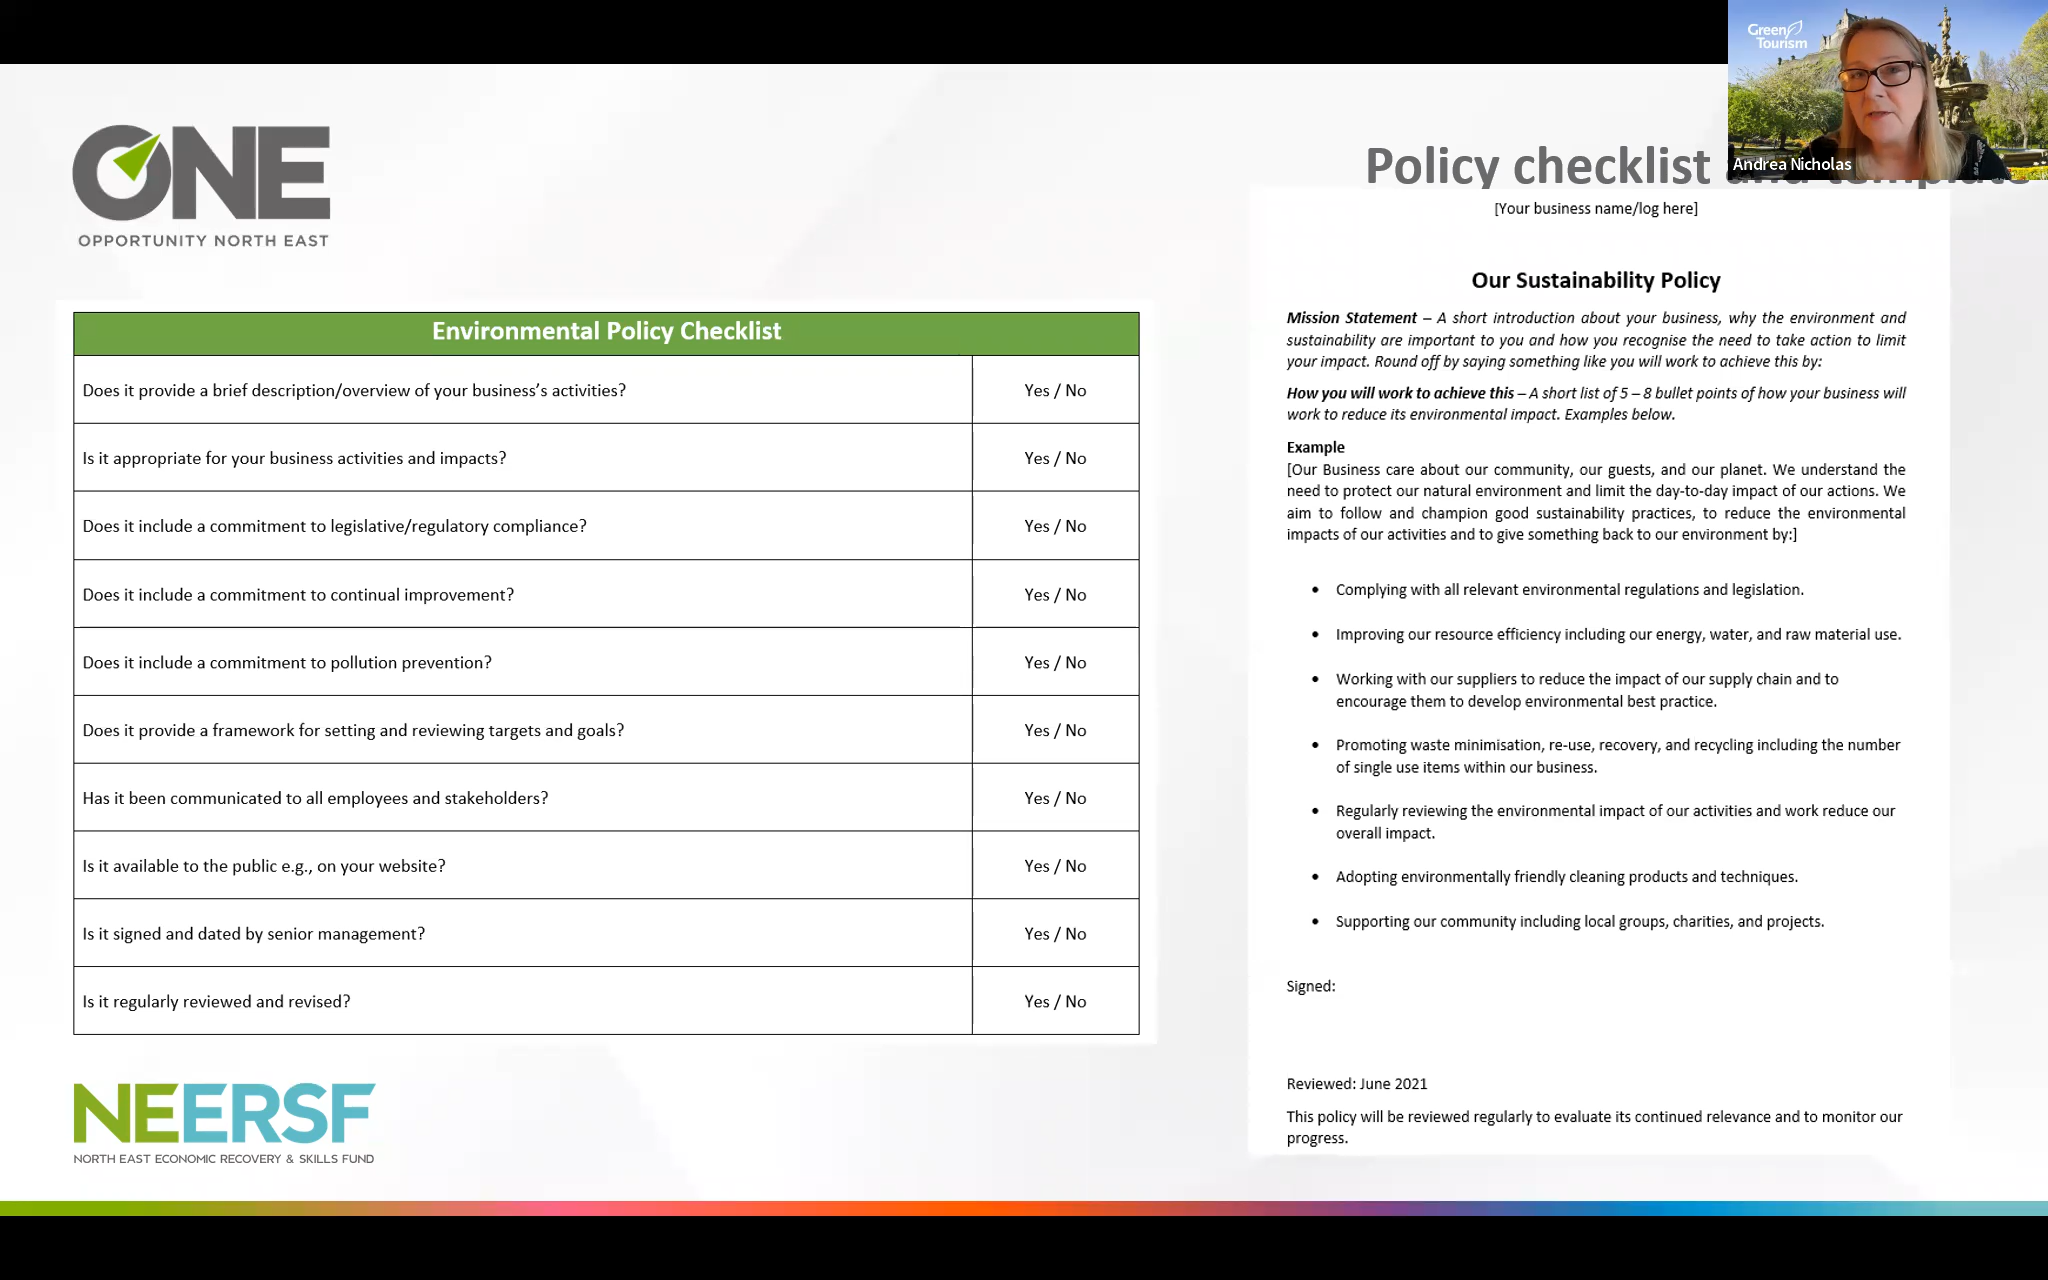 Green
Tourism
Andrea Nicholas
ONE
OPPORTUNITY NORTH EAST
Policy checklist and template
Environmental Policy Checklist
Does it provide a brief description/overview of your business's activities? Yes / No
Is it appropriate for your business activities and impacts? Yes / No
Does it include a commitment to legislative/regulatory compliance? Yes / No
Does it include a commitment to continual improvement? Yes / No
Does it include a commitment to pollution prevention? Yes / No
Does it provide a framework for setting and reviewing targets and goals? Yes / No
Has it been communicated to all employees and stakeholders? Yes / No
Is it available to the public e.g., on your website? Yes / No
Is it signed and dated by senior management? Yes / No
Is it regularly reviewed and revised? Yes / No
[Your business name/log here]
Our Sustainability Policy
Mission Statement – A short introduction about your business, why the environment and
sustainability are important to you and how you recognise the need to take action to limit
your impact. Round off by saying something like you will work to achieve this by:
How you will work to achieve this – A short list of 5 – 8 bullet points of how your business will
work to reduce its environmental impact. Examples below.
Example
[Our Business care about our community, our guests, and our planet. We understand the
need to protect our natural environment and limit the day-to-day impact of our actions. We
aim to follow and champion good sustainability practices, to reduce the environmental
impacts of our activities and to give something back to our environment by:]
• Complying with all relevant environmental regulations and legislation.
• Improving our resource efficiency including our energy, water, and raw material use.
• Working with our suppliers to reduce the impact of our supply chain and to
encourage them to develop environmental best practice.
• Promoting waste minimisation, re-use, recovery, and recycling including the number
of single use items within our business.
• Regularly reviewing the environmental impact of our activities and work reduce our
overall impact.
• Adopting environmentally friendly cleaning products and techniques.
• Supporting our community including local groups, charities, and projects.
Signed:
Reviewed: June 2021
This policy will be reviewed regularly to evaluate its continued relevance and to monitor our
progress.
NEERSF
NORTH EAST ECONOMIC RECOVERY & SKILLS FUND